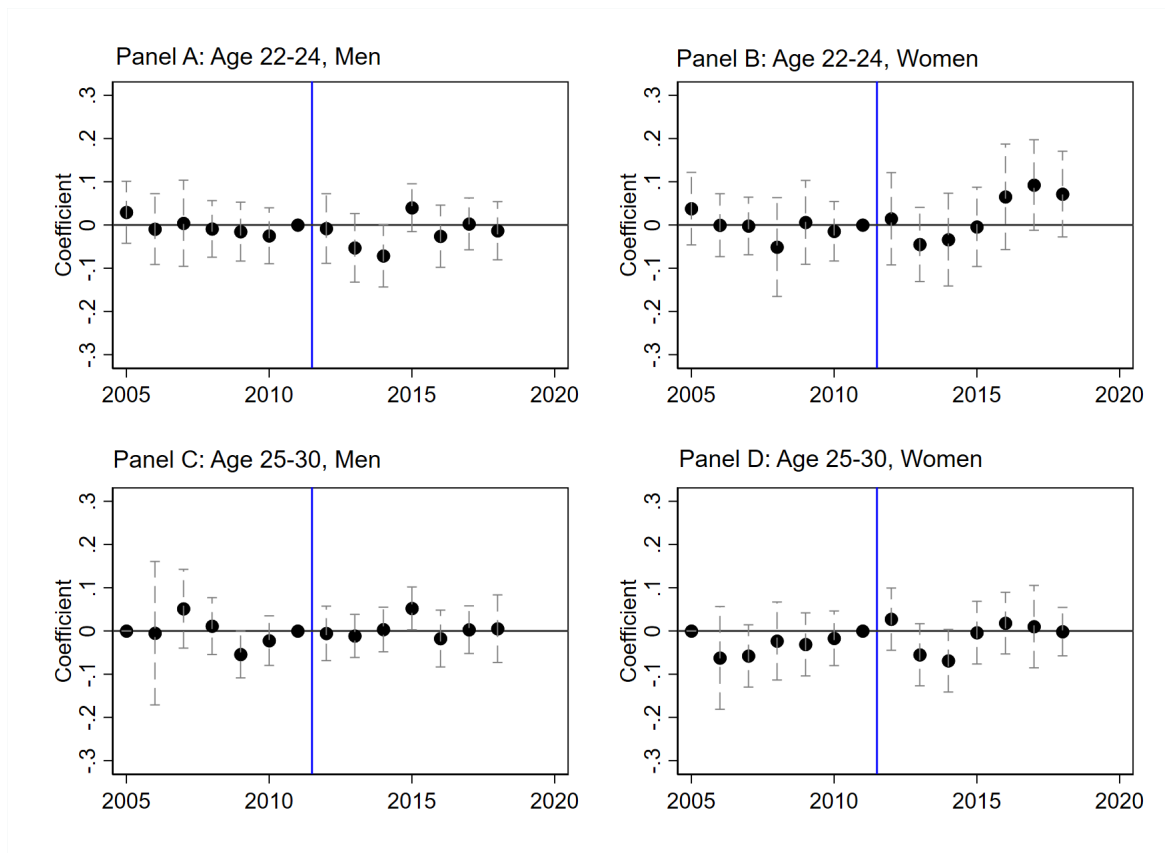 Panel A: Age 22-24, Men
Coefficient
.3
.2
.1
0
-.1
-.2
-.3
2005 2010 2015 2020
Panel B: Age 22-24, Women
Coefficient
.3
.2
.1
0
-.1
-.2
-.3
2005 2010 2015 2020
Panel C: Age 25-30, Men
Coefficient
.3
.2
.1
0
-.1
-.2
-.3
2005 2010 2015 2020
Panel D: Age 25-30, Women
Coefficient
.3
.2
.1
0
-.1
-.2
-.3
2005 2010 2015 2020